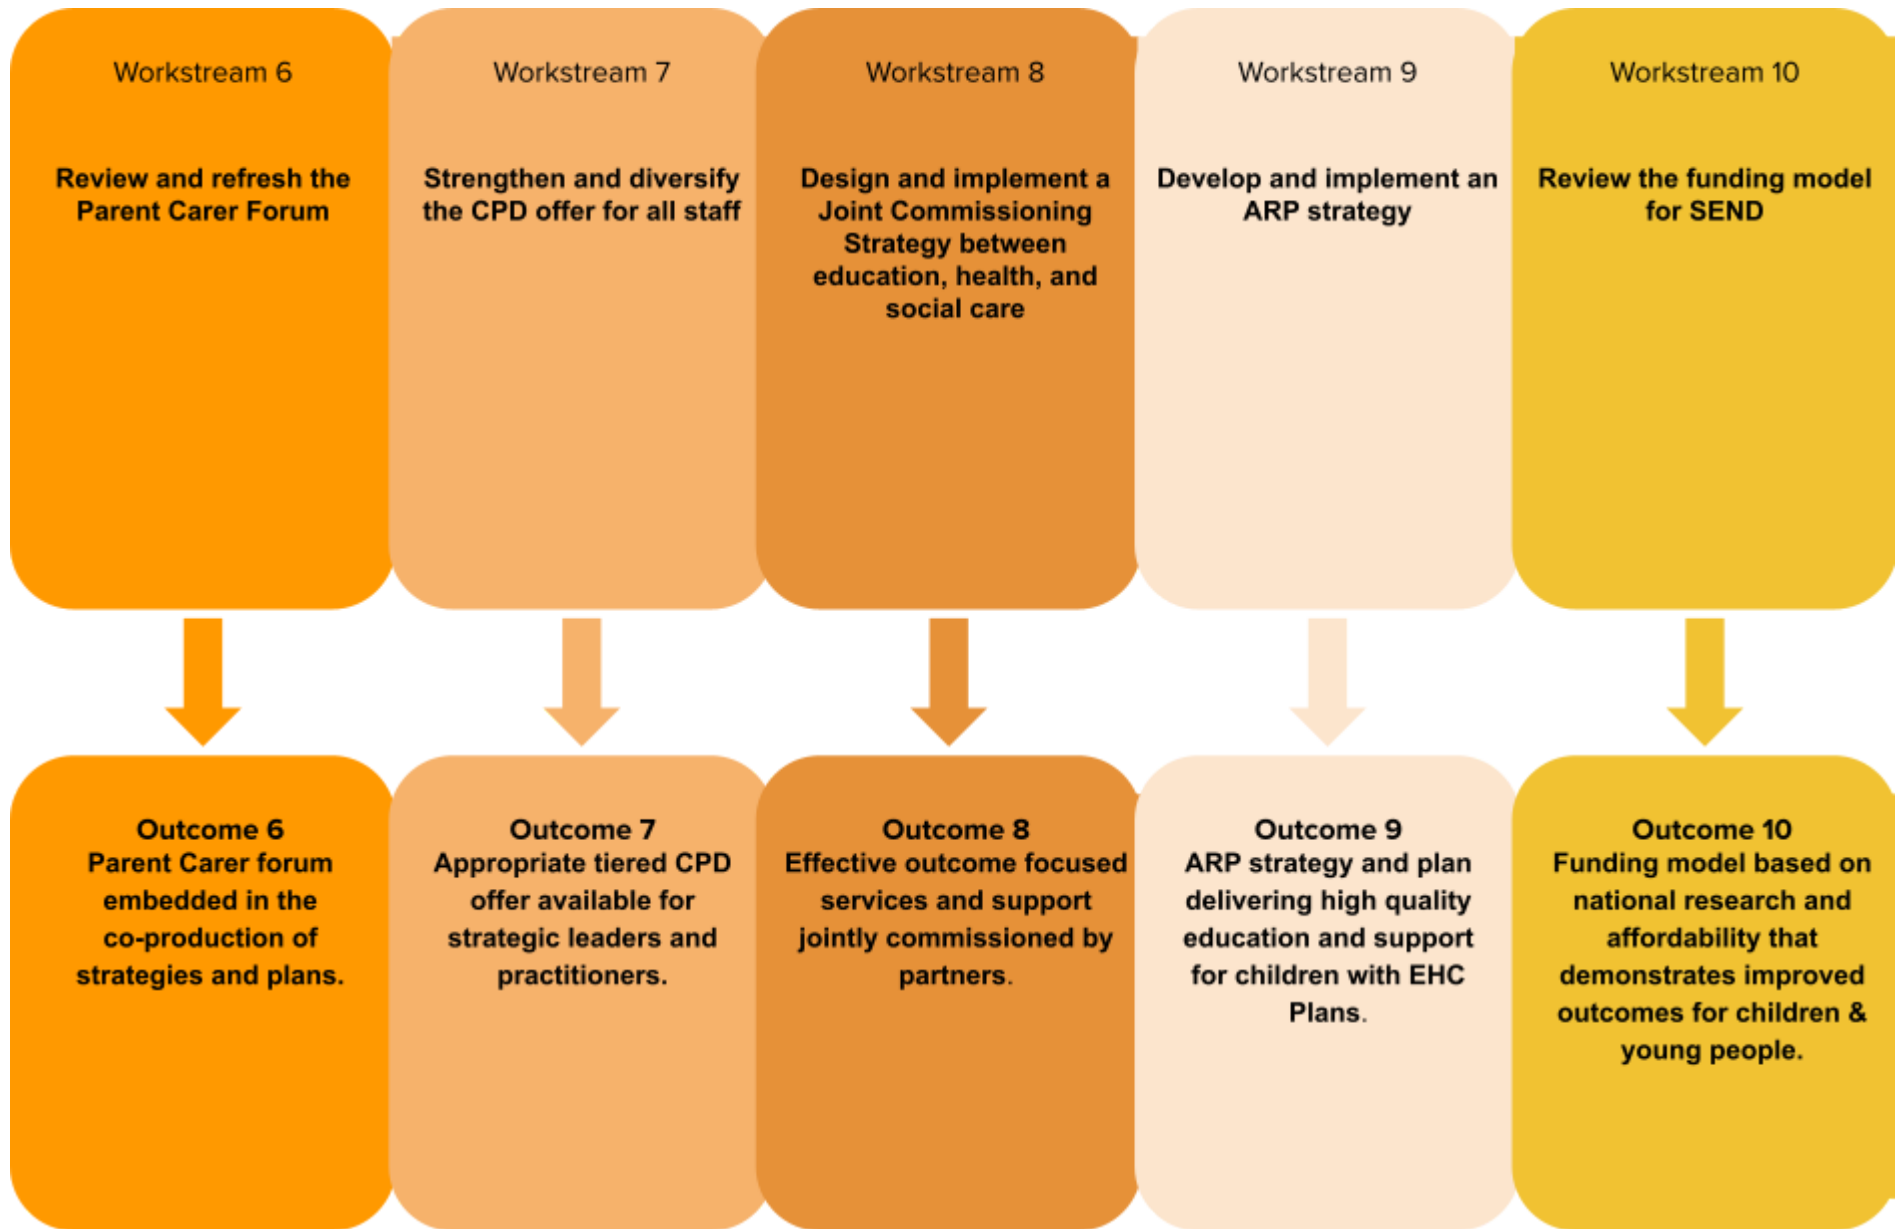 Workstream 6
Review and refresh the
Parent Carer Forum
Workstream 7
Strengthen and diversify
the CPD offer for all staff
Workstream 8
Design and implement a
Joint Commissioning
Strategy between
education, health, and
social care
Workstream 9
Develop and implement an
ARP strategy
Workstream 10
Review the funding model
for SEND
Outcome 6
Parent Carer forum
embedded in the
co-production of
strategies and plans.
Outcome 7
Appropriate tiered CPD
offer available for
strategic leaders and
practitioners.
Outcome 8
Effective outcome focused
services and support
jointly commissioned by
partners.
Outcome 9
ARP strategy and plan
delivering high quality
education and support
for children with EHC
Plans.
Outcome 10
Funding model based on
national research and
affordability that
demonstrates improved
outcomes for children &
young people.